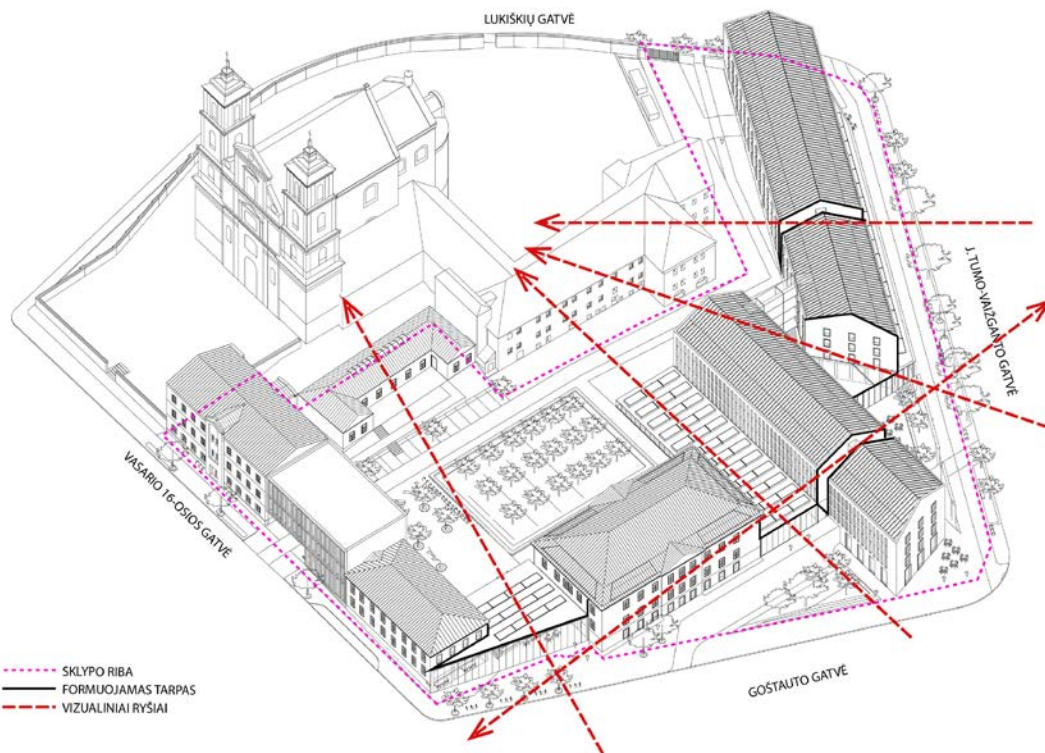 LUKIŠKIŲ GATVĖ
J.TUMO-VAIŽGANTO GATVĖ
VASARIO 16-OSIOS GATVĖ
GOŠTAUTO GATVĖ
SKLYPO RIBA
FORMUOJAMAS TARPAS
VIZUALINIAI RYŠIAI